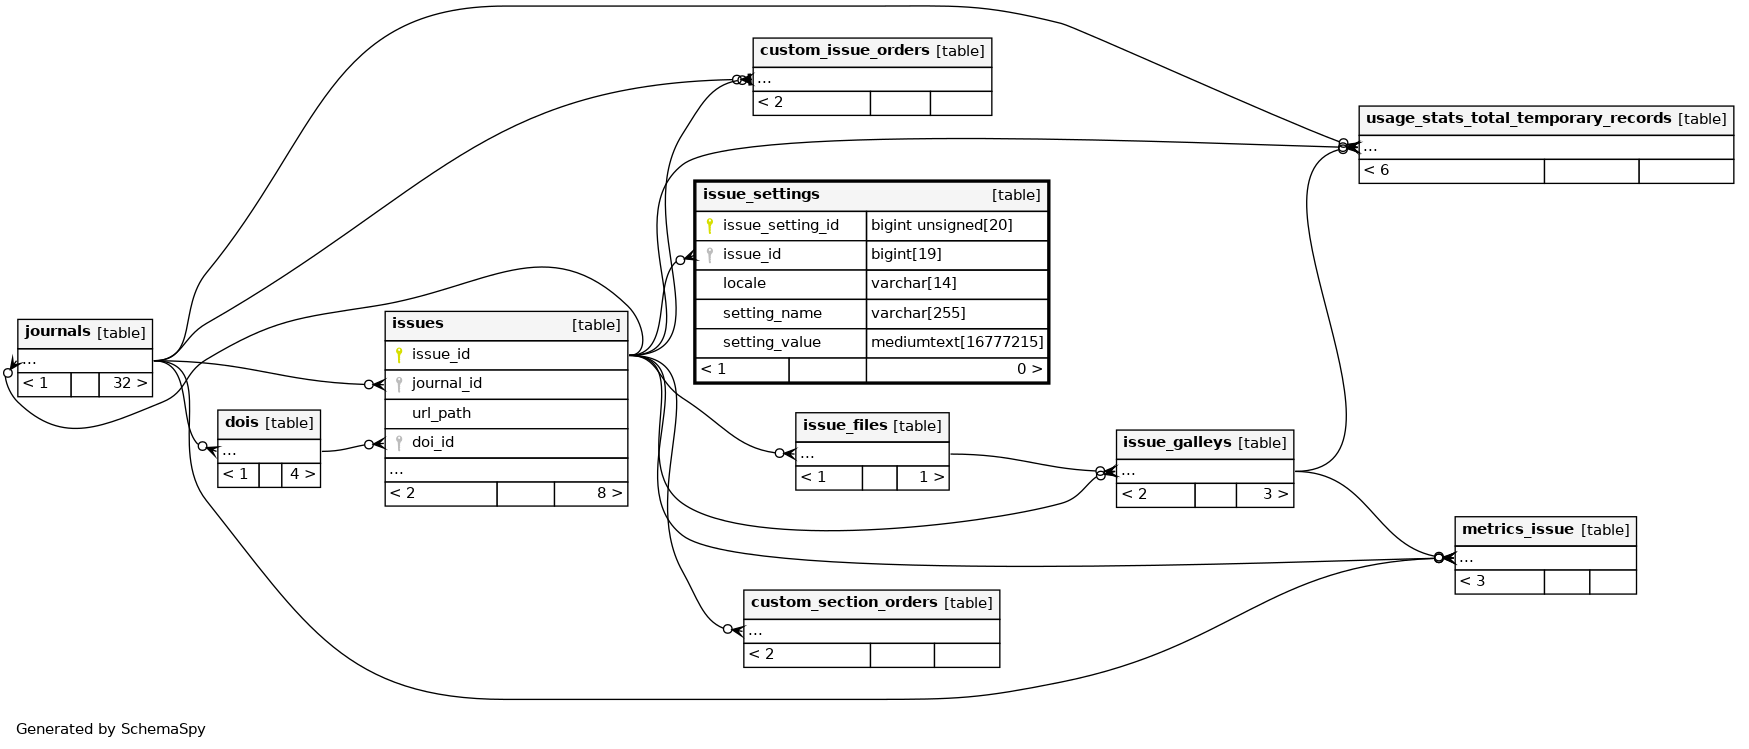 custom_issue_orders [table]
...
< 2
usage_stats_total_temporary_records [table]
...
< 6
issue_settings [table]
issue_setting_id bigint unsigned[20]
issue_id bigint[19]
locale varchar[14]
setting_name varchar[255]
setting_value mediumtext[16777215]
< 1 0 >
journals [table]
...
< 1 32 >
issues [table]
issue_id
journal_id
url_path
doi_id
...
< 2 8 >
dois [table]
...
< 1 4 >
issue_files [table]
...
< 1 1 >
issue_galleys [table]
...
< 2 3 >
metrics_issue [table]
...
< 3
custom_section_orders [table]
...
< 2
Generated by SchemaSpy